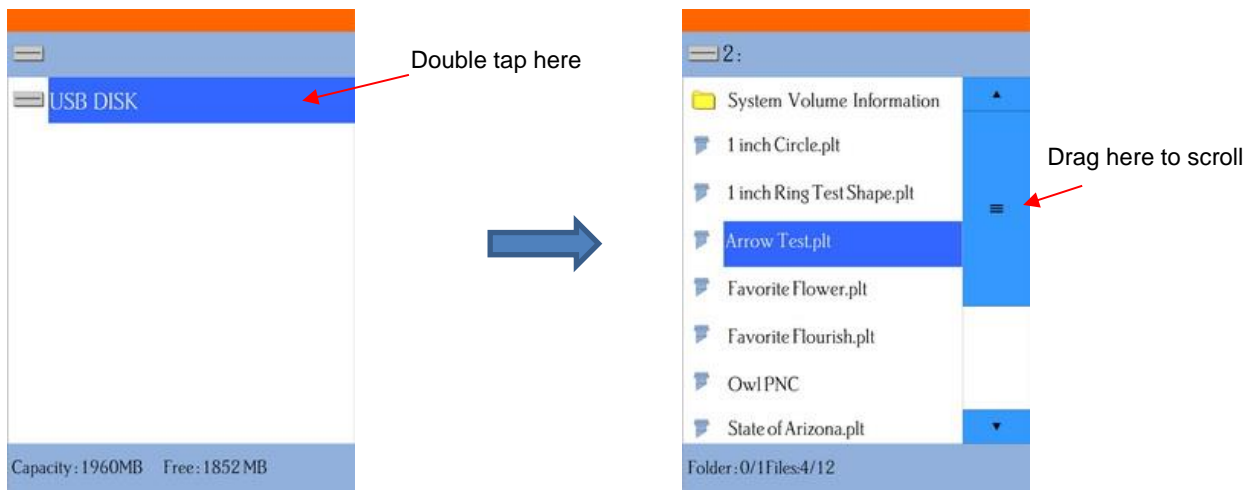 Double tap here
USB DISK
Capacity: 1960MB Free: 1852 MB
2:
System Volume Information
1 inch Circle.plt
1 inch Ring Test Shape.plt
Arrow Test.plt
Favorite Flower.plt
Favorite Flourish.plt
Owl PNC
State of Arizona.plt
Folder: 0/1Files:4/12
Drag here to scroll